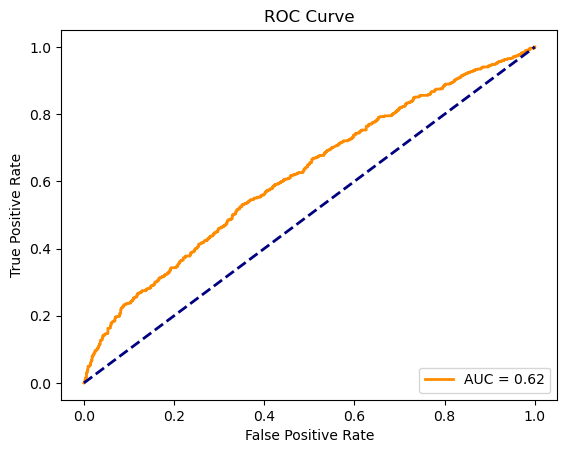 ROC Curve
True Positive Rate
1.0
0.8
0.6
0.4
0.2
0.0
AUC = 0.62
0.0 0.2 0.4 0.6 0.8 1.0
False Positive Rate